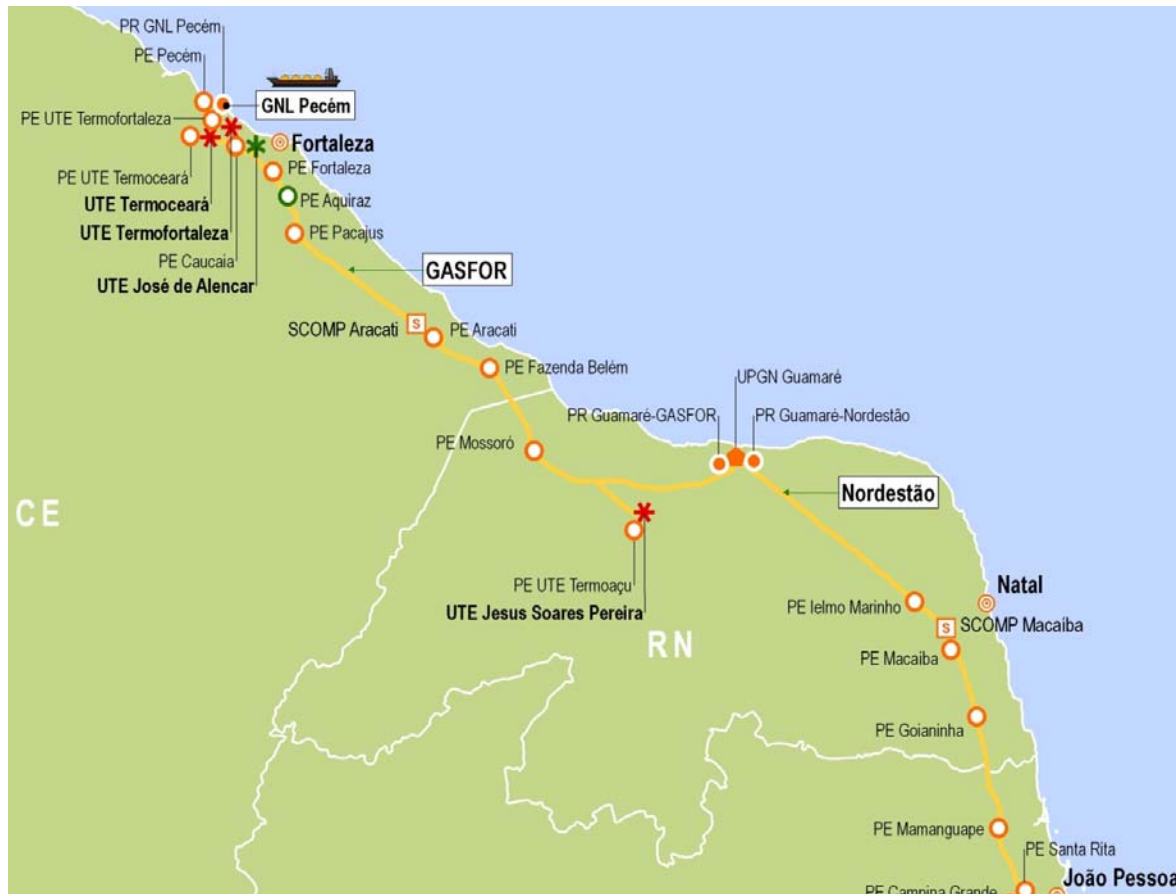 PR GNL Pecém
PE Pecém
GNL Pecém
PE UTE Termofortaleza
Fortaleza
PE Fortaleza
PE UTE Termoceará
PE Aquiraz
UTE Termoceará
UTE Termofortaleza
PE Pacajus
PE Caucaia
GASFOR
UTE José de Alencar
SCOMP Aracati
S
PE Aracati
PE Fazenda Belém
UPGN Guamaré
PR Guamaré-GASFOR
PR Guamaré-Nordestão
PE Mossoró
Nordestão
CE
PE UTE Termoaçu
Natal
PE Ielmo Marinho
UTE Jesus Soares Pereira
S
SCOMP Macaíba
RN
PE Macaíba
PE Goianinha
PE Mamanguape
PE Santa Rita
João Pessoa
PE Campina Grande